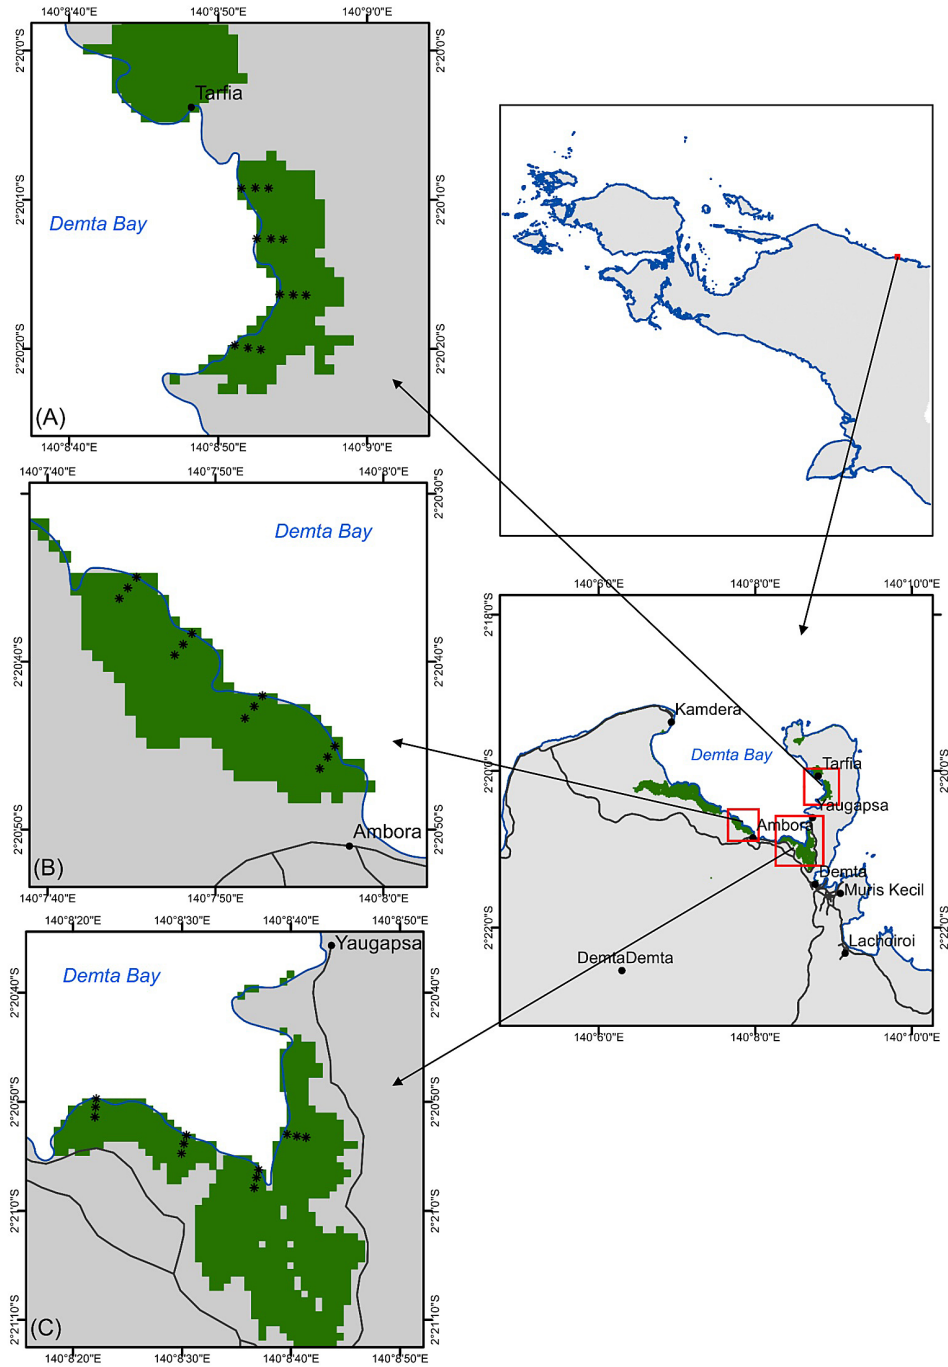 140°8'40"E 140°8'50"E 140°9'0"E
2°20'0"S 2°20'0"S
Tarfia
2°20'10"S 2°20'10"S
Demta Bay
2°20'20"S 2°20'20"S
(A)
140°8'40"E 140°8'50"E 140°9'0"E
140°7'40"E 140°7'50"E 140°8'0"E
2°20'30"S
Demta Bay
2°20'40"S 2°20'40"S
2°20'50"S 2°20'50"S
Ambora
(B)
140°7'40"E 140°7'50"E 140°8'0"E
140°8'20"E 140°8'30"E 140°8'40"E 140°8'50"E
Yaugapsa
Demta Bay
2°20'40"S 2°20'40"S
2°20'50"S 2°20'50"S
2°21'0"S 2°21'0"S
2°21'10"S 2°21'10"S
(C)
140°8'20"E 140°8'30"E 140°8'40"E 140°8'50"E
140°6'0"E 140°8'0"E 140°10'0"E
2°18'0"S 2°18'0"S
Kamdera
Demta Bay
Tarfia
2°20'0"S 2°20'0"S
Yaugapsa
Ambora
Demta
Muris Kecil
2°22'0"S 2°22'0"S
Lachoiroi
DemtaDemta
140°6'0"E 140°8'0"E 140°10'0"E